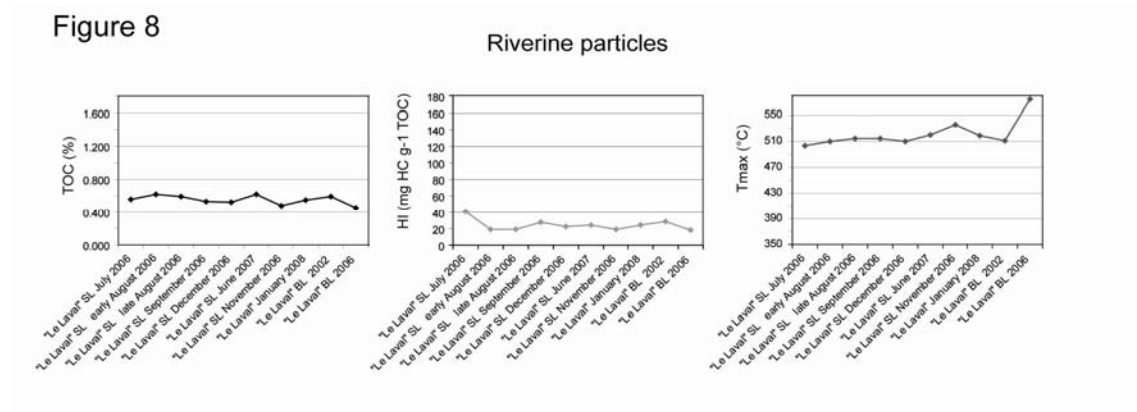 Figure 8
Riverine particles
TOC (%)
1.600
1.200
0.800
0.400
0.000
"Le Laval" SL July 2006
"Le Laval" SL early August 2006
"Le Laval" SL late August 2006
"Le Laval" SL September 2006
"Le Laval" SL December 2006
"Le Laval" SL June 2007
"Le Laval" SL November 2006
"Le Laval" January 2008
"Le Laval" BL 2002
"Le Laval" BL 2006
HI (mg HC g-1 TOC)
180
160
140
120
100
80
60
40
20
0
"Le Laval" SL July 2006
"Le Laval" SL early August 2006
"Le Laval" SL late August 2006
"Le Laval" SL September 2006
"Le Laval" SL December 2006
"Le Laval" SL June 2007
"Le Laval" SL November 2006
"Le Laval" January 2008
"Le Laval" BL 2002
"Le Laval" BL 2006
Tmax (°C)
550
510
470
430
390
350
"Le Laval" SL July 2006
"Le Laval" SL early August 2006
"Le Laval" SL late August 2006
"Le Laval" SL September 2006
"Le Laval" SL December 2006
"Le Laval" SL June 2007
"Le Laval" SL November 2006
"Le Laval" January 2008
"Le Laval" BL 2002
"Le Laval" BL 2006